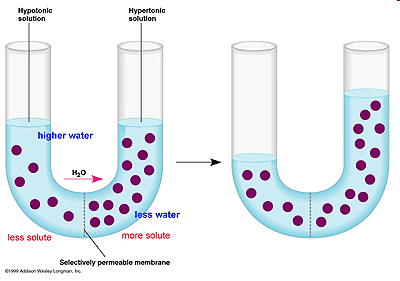 Hypotonic
solution
Hypertonic
solution
higher water
H2O
less water
less solute
more solute
Selectively permeable membrane
©1999 Addison Wesley Longman, Inc.